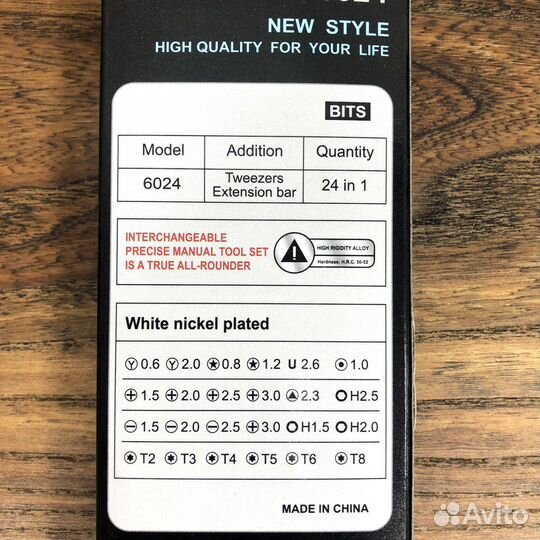 NEW STYLE
HIGH QUALITY FOR YOUR LIFE
BITS
Model Addition Quantity
6024 Tweezers Extension bar 24 in 1
INTERCHANGEABLE
PRECISE MANUAL TOOL SET
IS A TRUE ALL-ROUNDER
HIGH RIGIDITY ALLOY
Hardness: H.R.C. 50-52
White nickel plated
0.6 2.0 0.8 1.2 U 2.6 1.0
1.5 2.0 2.5 3.0 2.3 H2.5
1.5 2.0 2.5 3.0 H1.5 H2.0
T2 T3 T4 T5 T6 T8
MADE IN CHINA
Avito